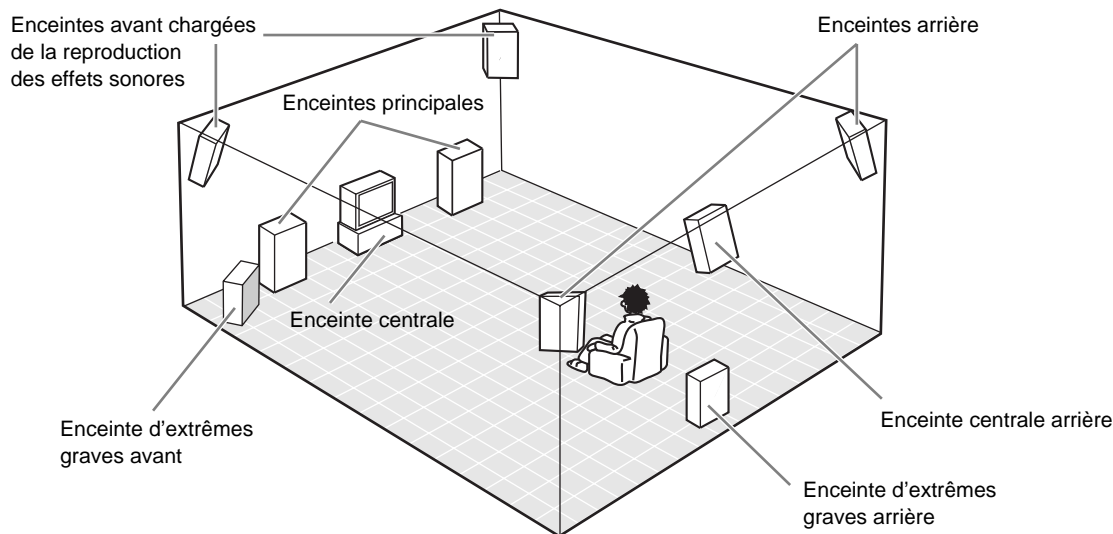 Enceintes avant chargées
de la reproduction
des effets sonores
Enceintes arrière
Enceintes principales
Enceinte centrale
Enceinte centrale arrière
Enceinte d'extrêmes
graves avant
Enceinte d'extrêmes
graves arrière